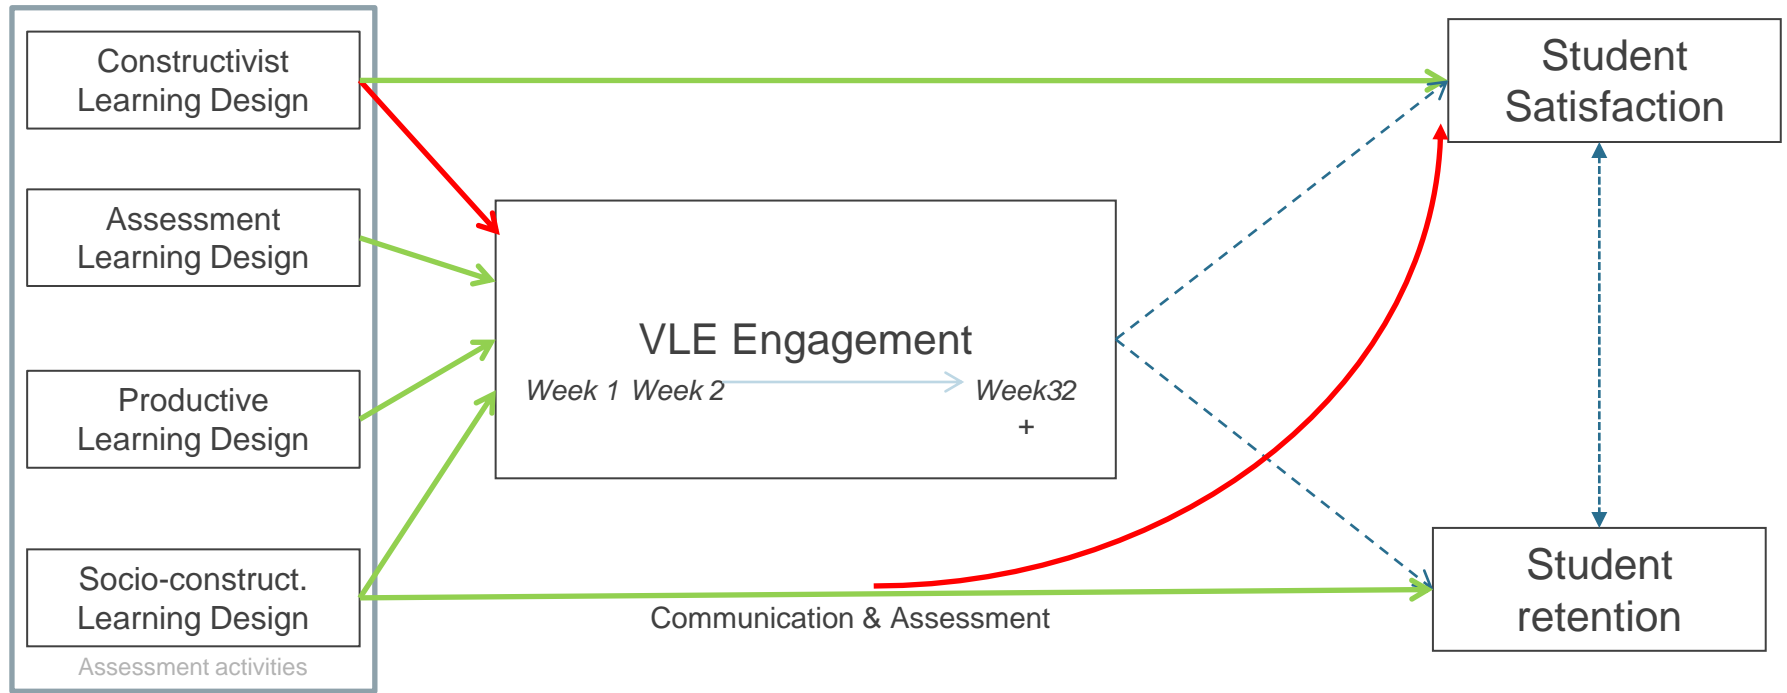 Constructivist
Learning Design
Assessment
Learning Design
Productive
Learning Design
Socio-construct.
Learning Design
Assessment activities
VLE Engagement
Week 1 Week 2 Week32
+
Communication & Assessment
Student
Satisfaction
Student
retention